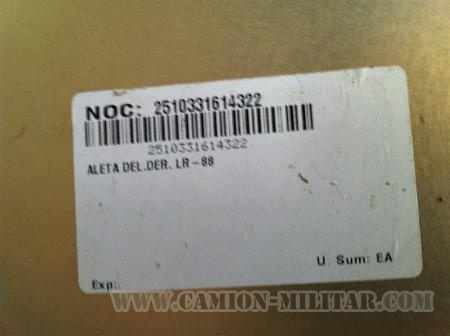 NOC: 2510331614322
2510331614322
ALETA DEL.DER. LR-88
U. Sum: EA
Exp:.
WWW.CAMION-MILITAR.COM